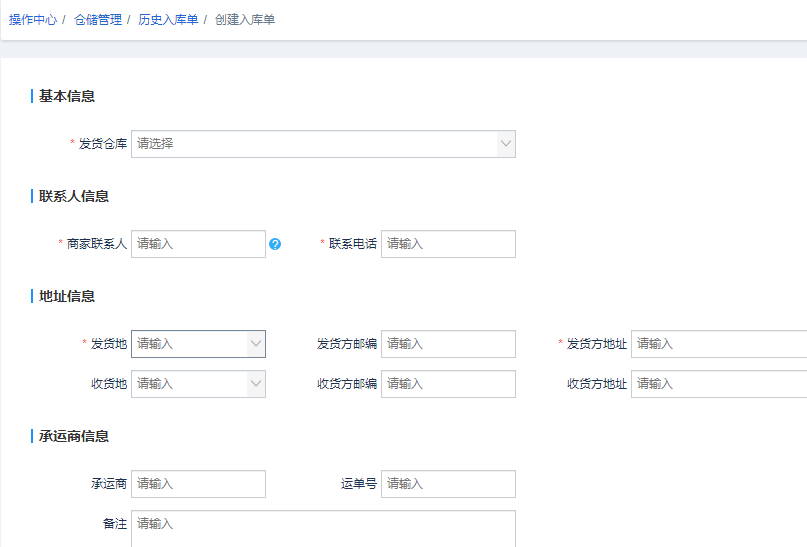 操作中心 / 仓储管理 / 历史入库单 / 创建入库单
基本信息
* 发货仓库 请选择
联系人信息
* 商家联系人 请输入 ? * 联系电话 请输入
地址信息
* 发货地 请输入 发货方邮编 请输入 * 发货方地址 请输入
收货地 请输入 收货方邮编 请输入 收货方地址 请输入
承运商信息
承运商 请输入 运单号 请输入
备注 请输入